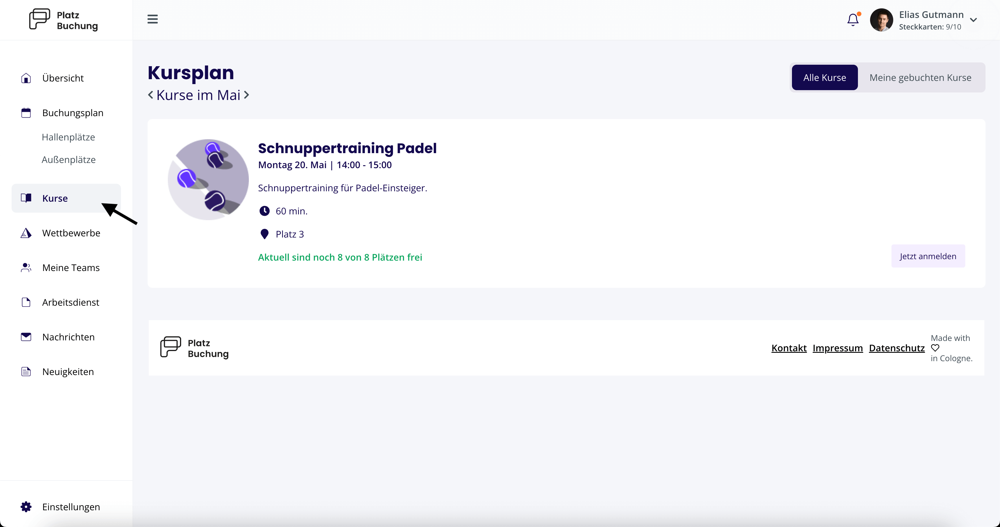 Platz
Buchung
Elias Gutmann
Steckkarten: 9/10
Übersicht
Buchungsplan
Hallenplätze
Außenplätze
Kurse
Wettbewerbe
Meine Teams
Arbeitsdienst
Nachrichten
Neuigkeiten
Einstellungen
Kursplan
Kurse im Mai
Alle Kurse
Meine gebuchten Kurse
Schnuppertraining Padel
Montag 20. Mai | 14:00 - 15:00
Schnuppertraining für Padel-Einsteiger.
60 min.
Platz 3
Aktuell sind noch 8 von 8 Plätzen frei
Jetzt anmelden
Platz
Buchung
Kontakt Impressum Datenschutz
Made with
in Cologne.